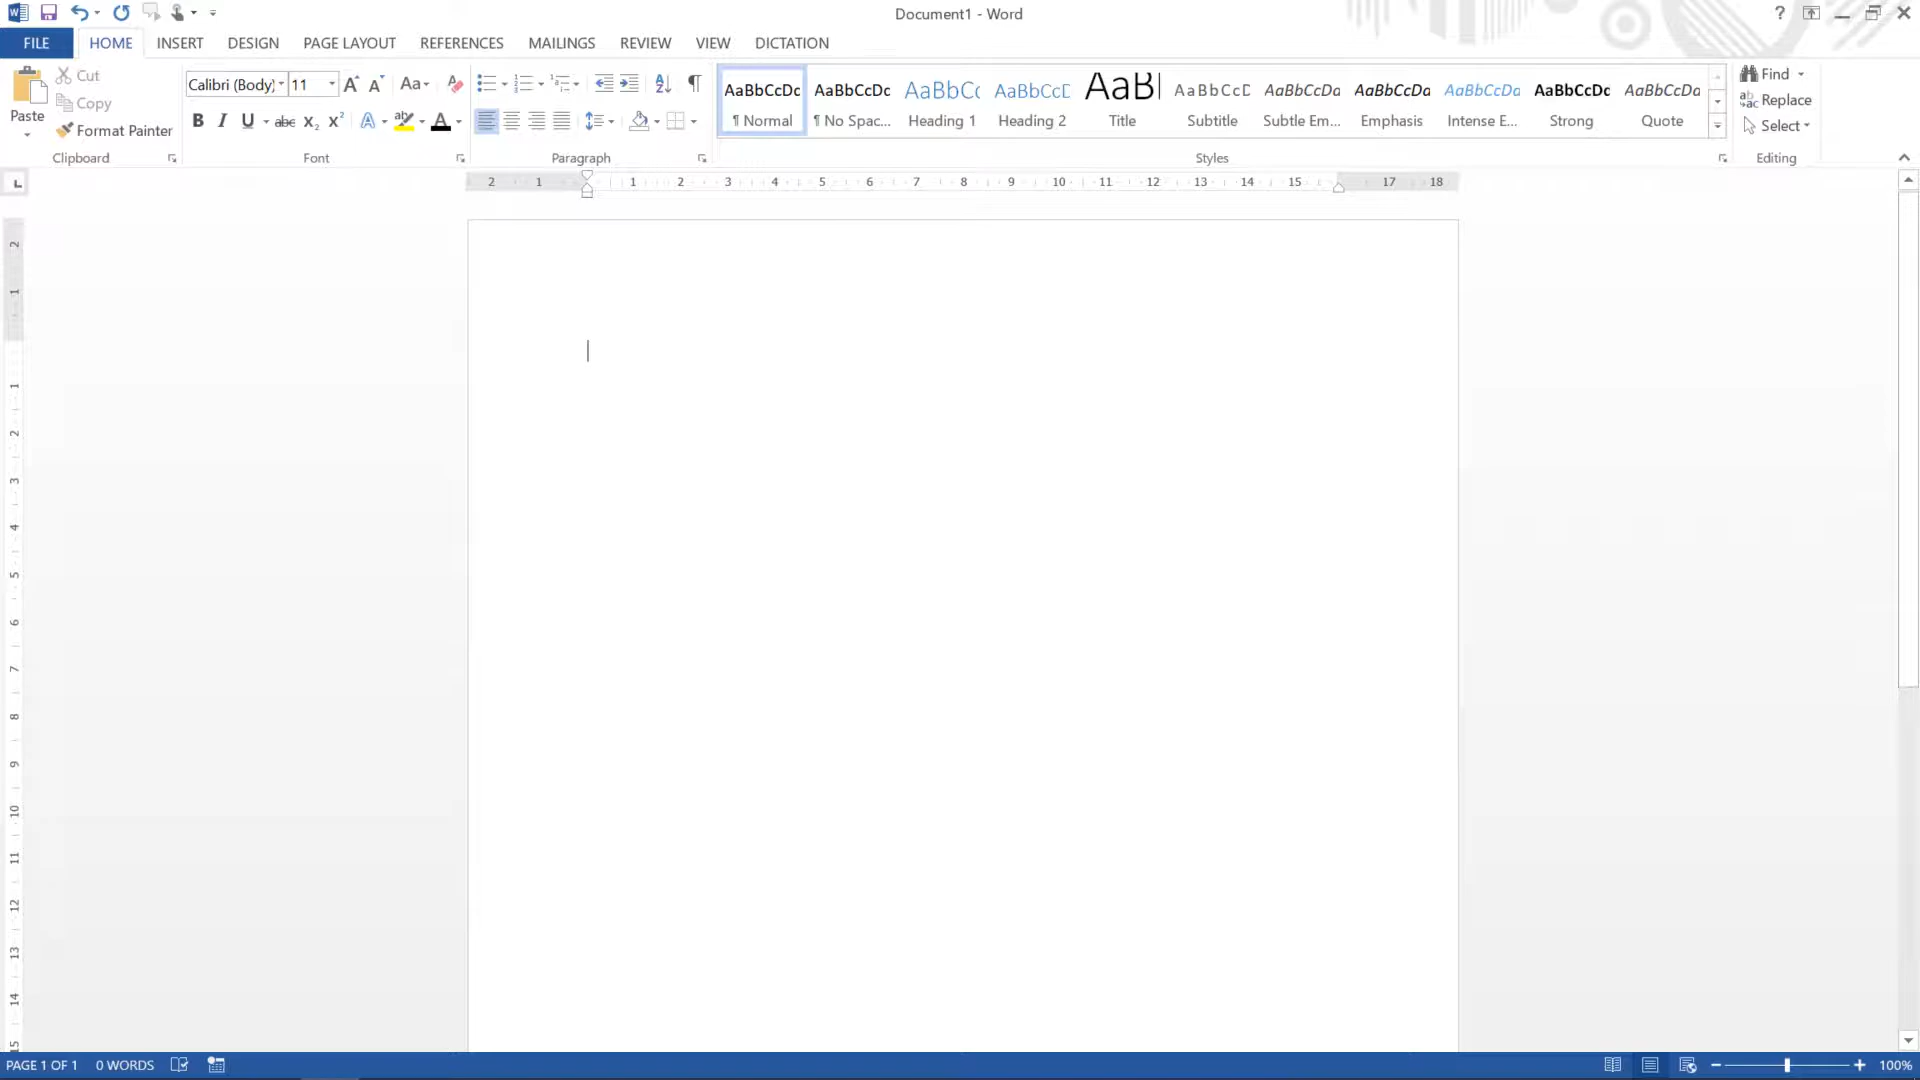 Document1 - Word
?
FILE
HOME
INSERT
DESIGN
PAGE LAYOUT
REFERENCES
MAILINGS
REVIEW
VIEW
DICTATION
Paste
Cut
Copy
Format Painter
Clipboard
Calibri (Body)
11
Aa
B I U abc X₂ X²
Font
Paragraph
AaBbCcDc
¶ Normal
AaBbCcDc
¶ No Spac...
AaBbCc
Heading 1
AaBbCcD
Heading 2
AaB
Title
AaBbCcD
Subtitle
AaBbCcDa
Subtle Em...
AaBbCcDa
Emphasis
AaBbCcDa
Intense E...
AaBbCcDc
Strong
AaBbCcDa
Quote
Styles
Find
Replace
Select
Editing
2 1 1 2 3 4 5 6 7 8 9 10 11 12 13 14 15 17 18
2
1
1
2
3
4
5
6
7
8
9
10
11
12
13
14
15
PAGE 1 OF 1
0 WORDS
100%